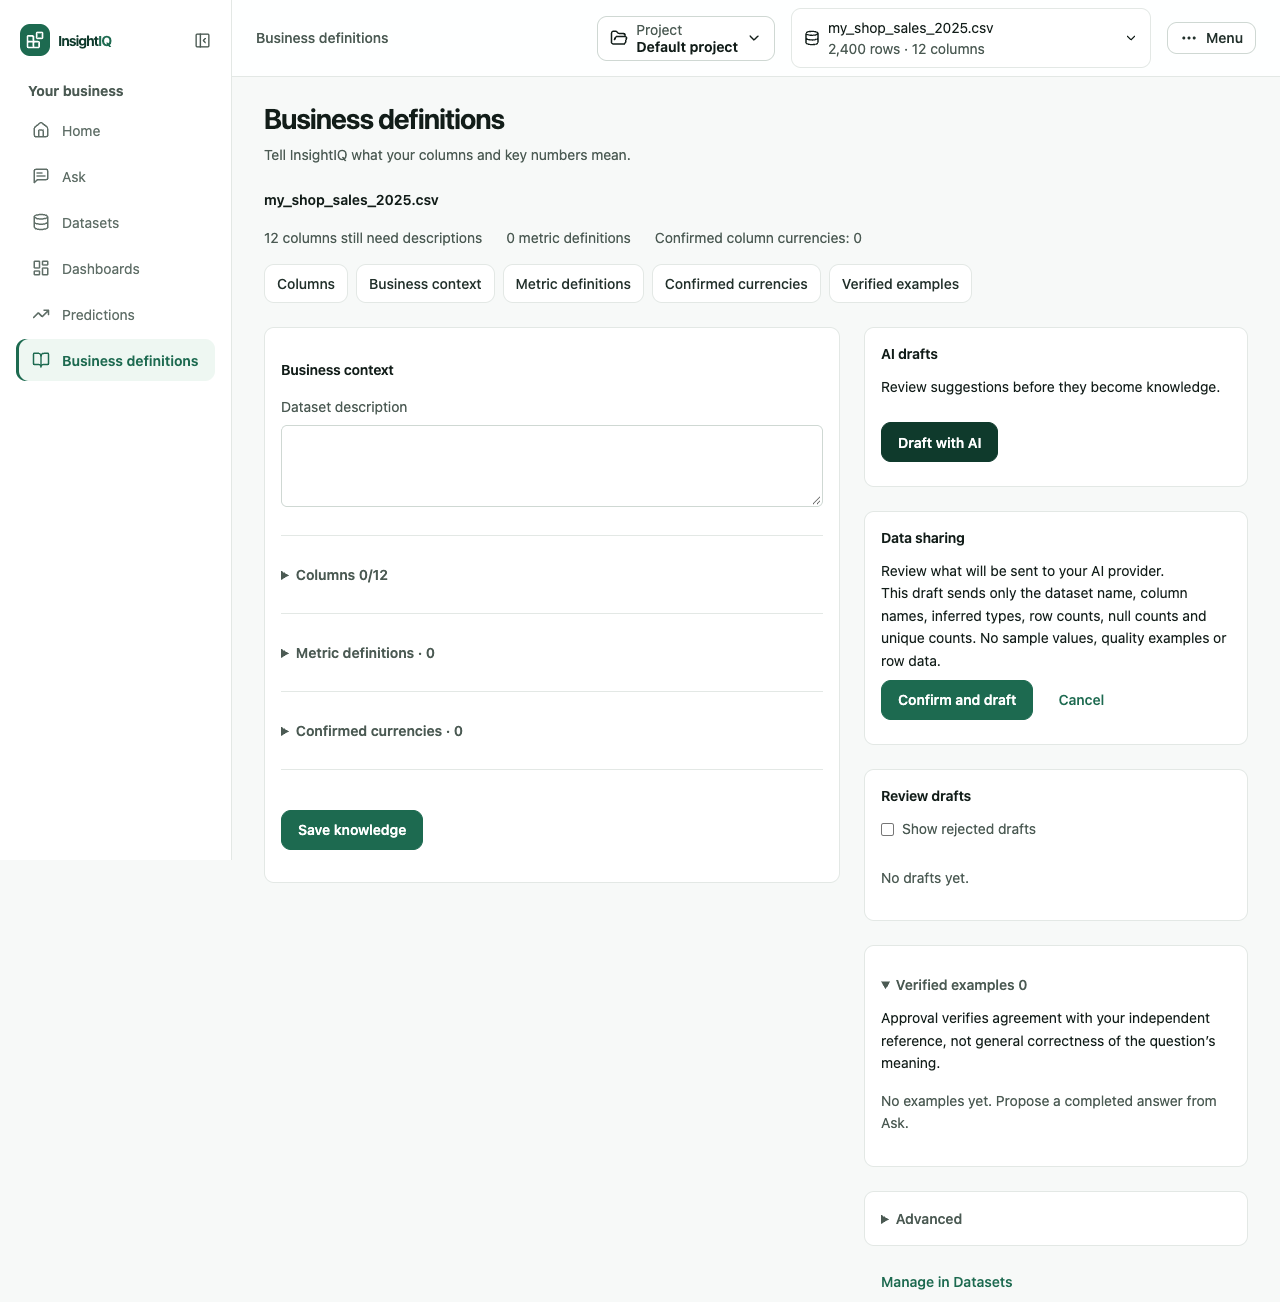 InsightIQ
Your business
Home
Ask
Datasets
Dashboards
Predictions
Business definitions
Business definitions
Project
Default project
my_shop_sales_2025.csv
2,400 rows · 12 columns
Menu
Business definitions
Tell InsightIQ what your columns and key numbers mean.
my_shop_sales_2025.csv
12 columns still need descriptions 0 metric definitions Confirmed column currencies: 0
Columns Business context Metric definitions Confirmed currencies Verified examples
Business context
Dataset description
Columns 0/12
Metric definitions · 0
Confirmed currencies · 0
Save knowledge
AI drafts
Review suggestions before they become knowledge.
Draft with AI
Data sharing
Review what will be sent to your AI provider.
This draft sends only the dataset name, column
names, inferred types, row counts, null counts and
unique counts. No sample values, quality examples or
row data.
Confirm and draft Cancel
Review drafts
Show rejected drafts
No drafts yet.
Verified examples 0
Approval verifies agreement with your independent
reference, not general correctness of the question's
meaning.
No examples yet. Propose a completed answer from
Ask.
Advanced
Manage in Datasets